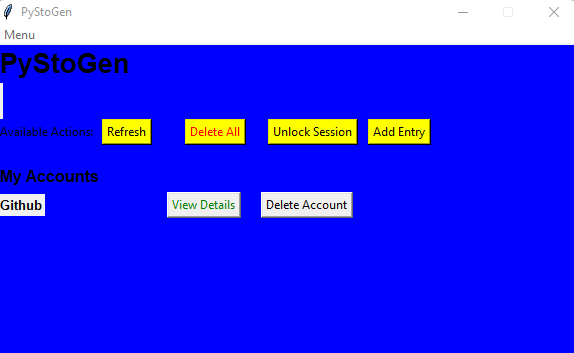 PyStoGen
Menu
PyStoGen
Available Actions: Refresh Delete All Unlock Session Add Entry
My Accounts
Github View Details Delete Account